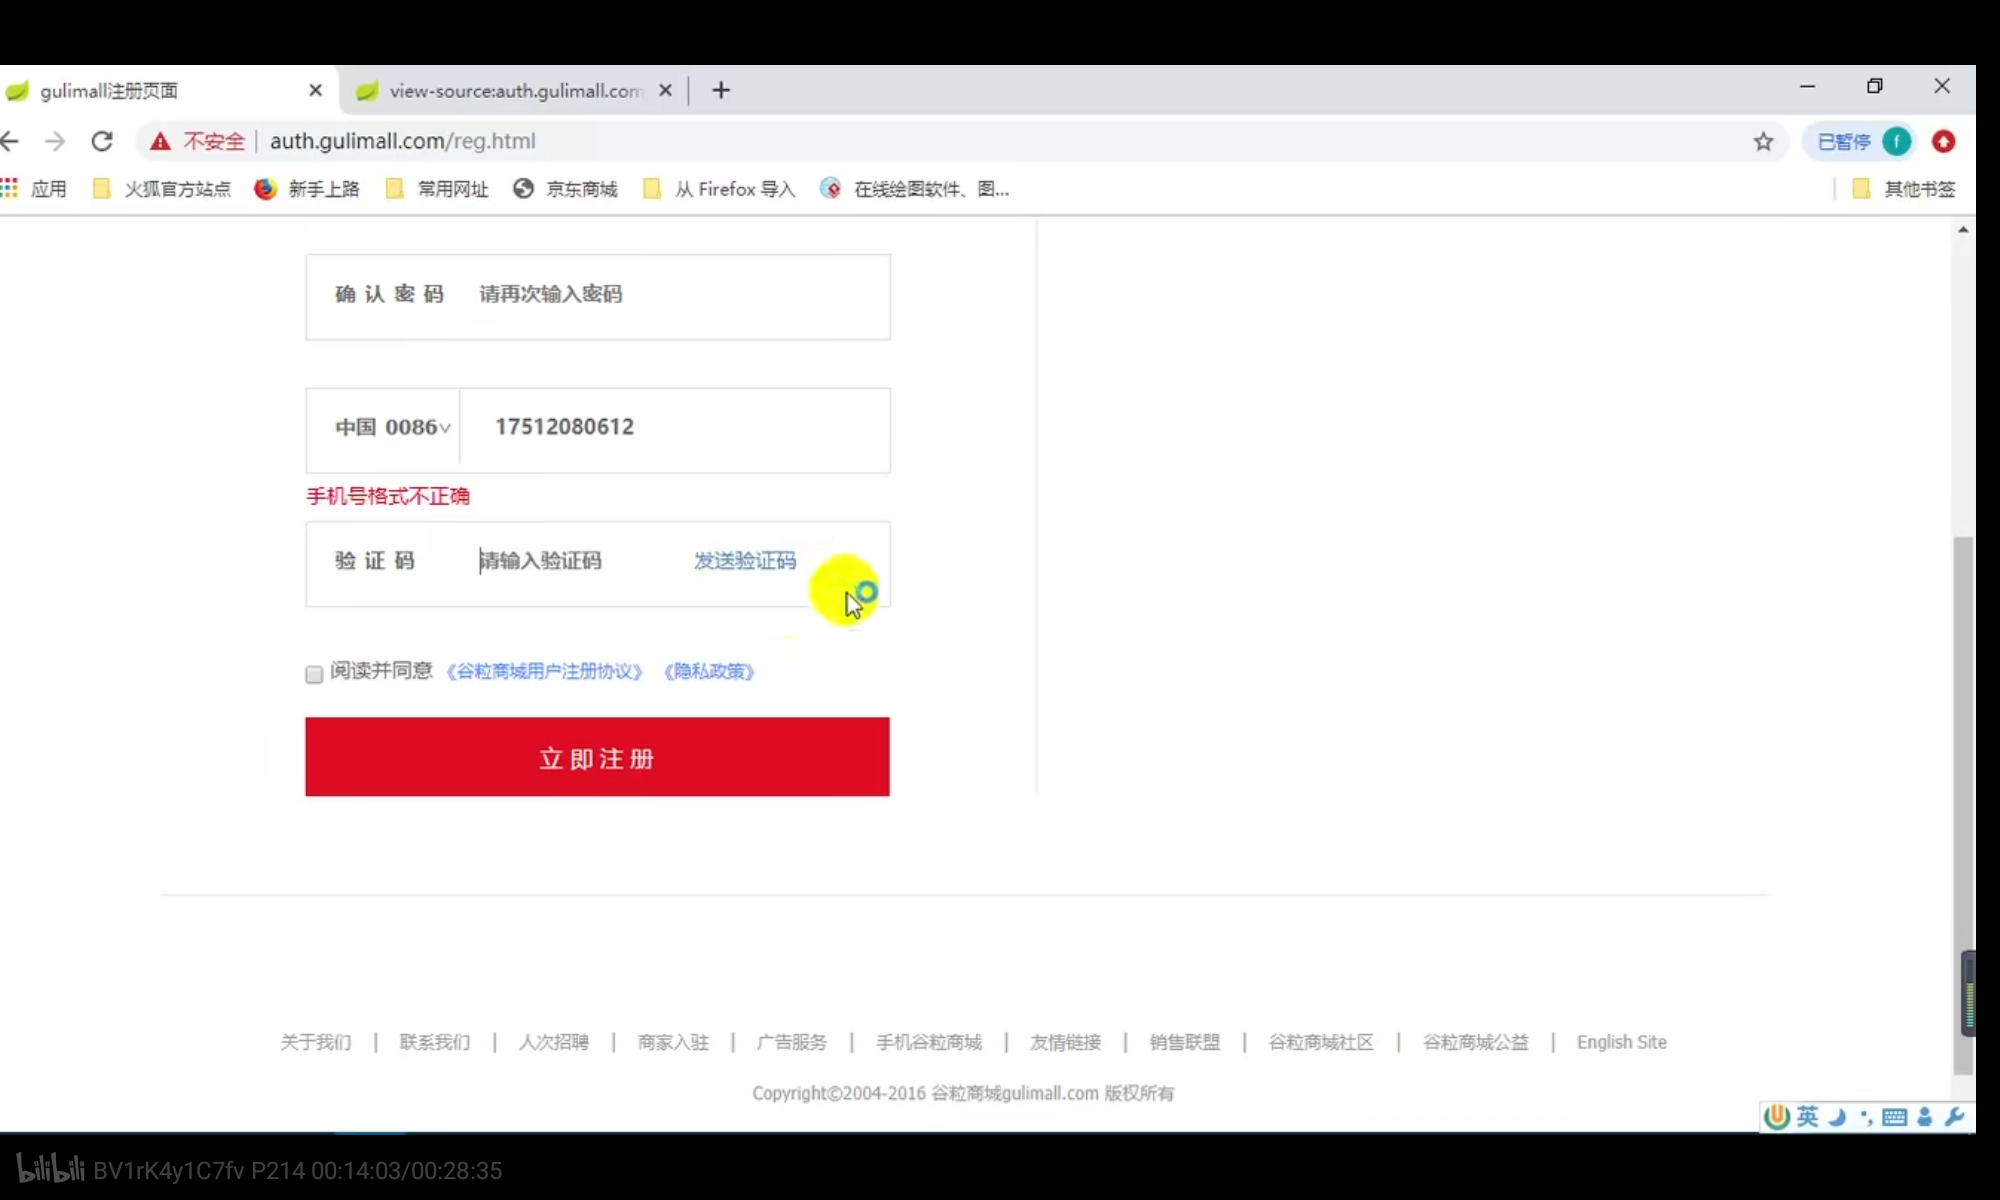 gulimall注册页面
view-source:auth.gulimall.com
不安全 auth.gulimall.com/reg.html 已暂停 f
应用 火狐官方站点 新手上路 常用网址 京东商城 从 Firefox 导入 在线绘图软件、图... 其他书签
确 认 密 码 请再次输入密码
中国 0086 17512080612
手机号格式不正确
验 证 码 请输入验证码 发送验证码
阅读并同意 《谷粒商城用户注册协议》 《隐私政策》
立 即 注 册
关于我们 | 联系我们 | 人次招聘 | 商家入驻 | 广告服务 | 手机谷粒商城 | 友情链接 | 销售联盟 | 谷粒商城社区 | 谷粒商城公益 | English Site
Copyright©2004-2016 谷粒商城gulimall.com 版权所有
英
bilibili BV1rK4y1C7fv P214 00:14:03/00:28:35